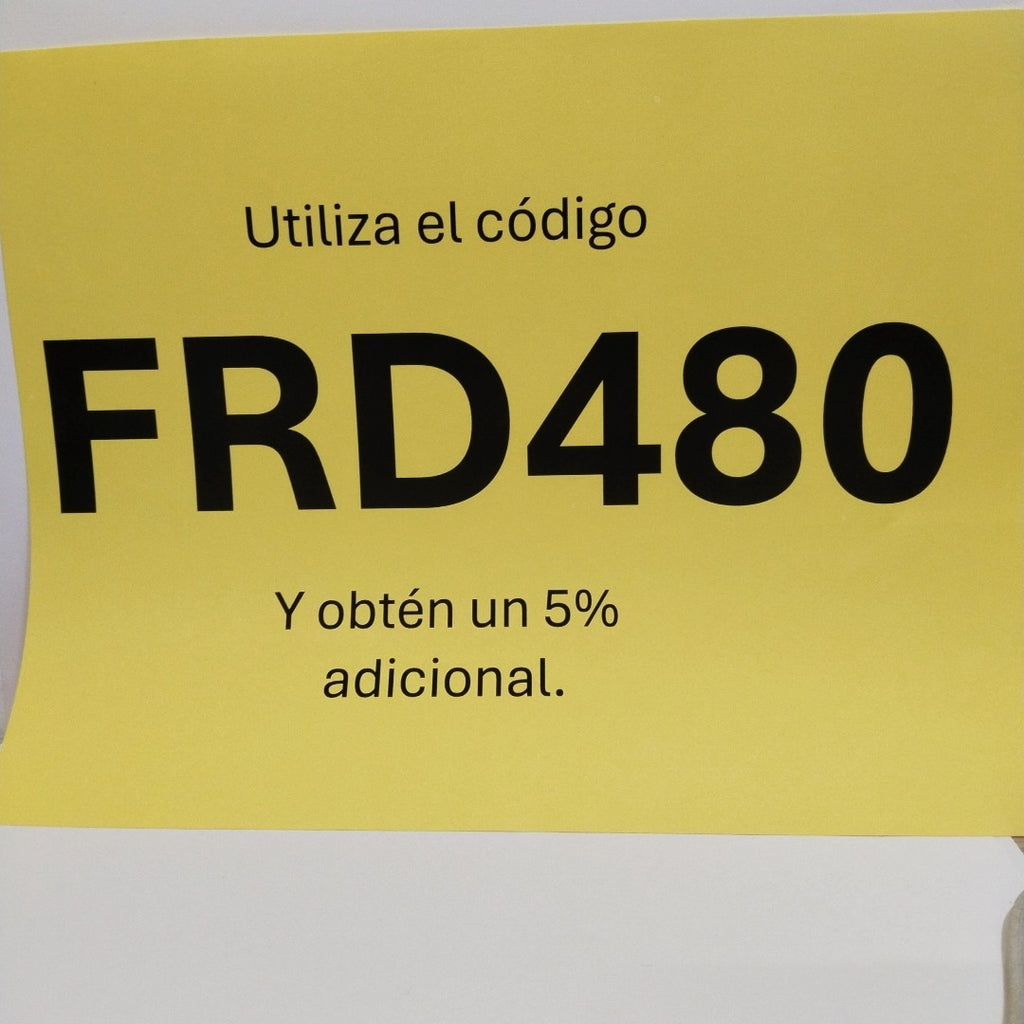 Utiliza el código
FRD480
Y obtén un 5%
adicional.